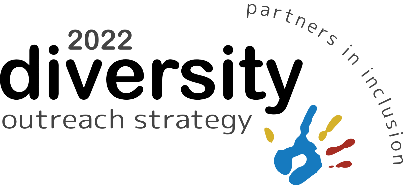 2022
diversity
outreach strategy
partners in inclusion